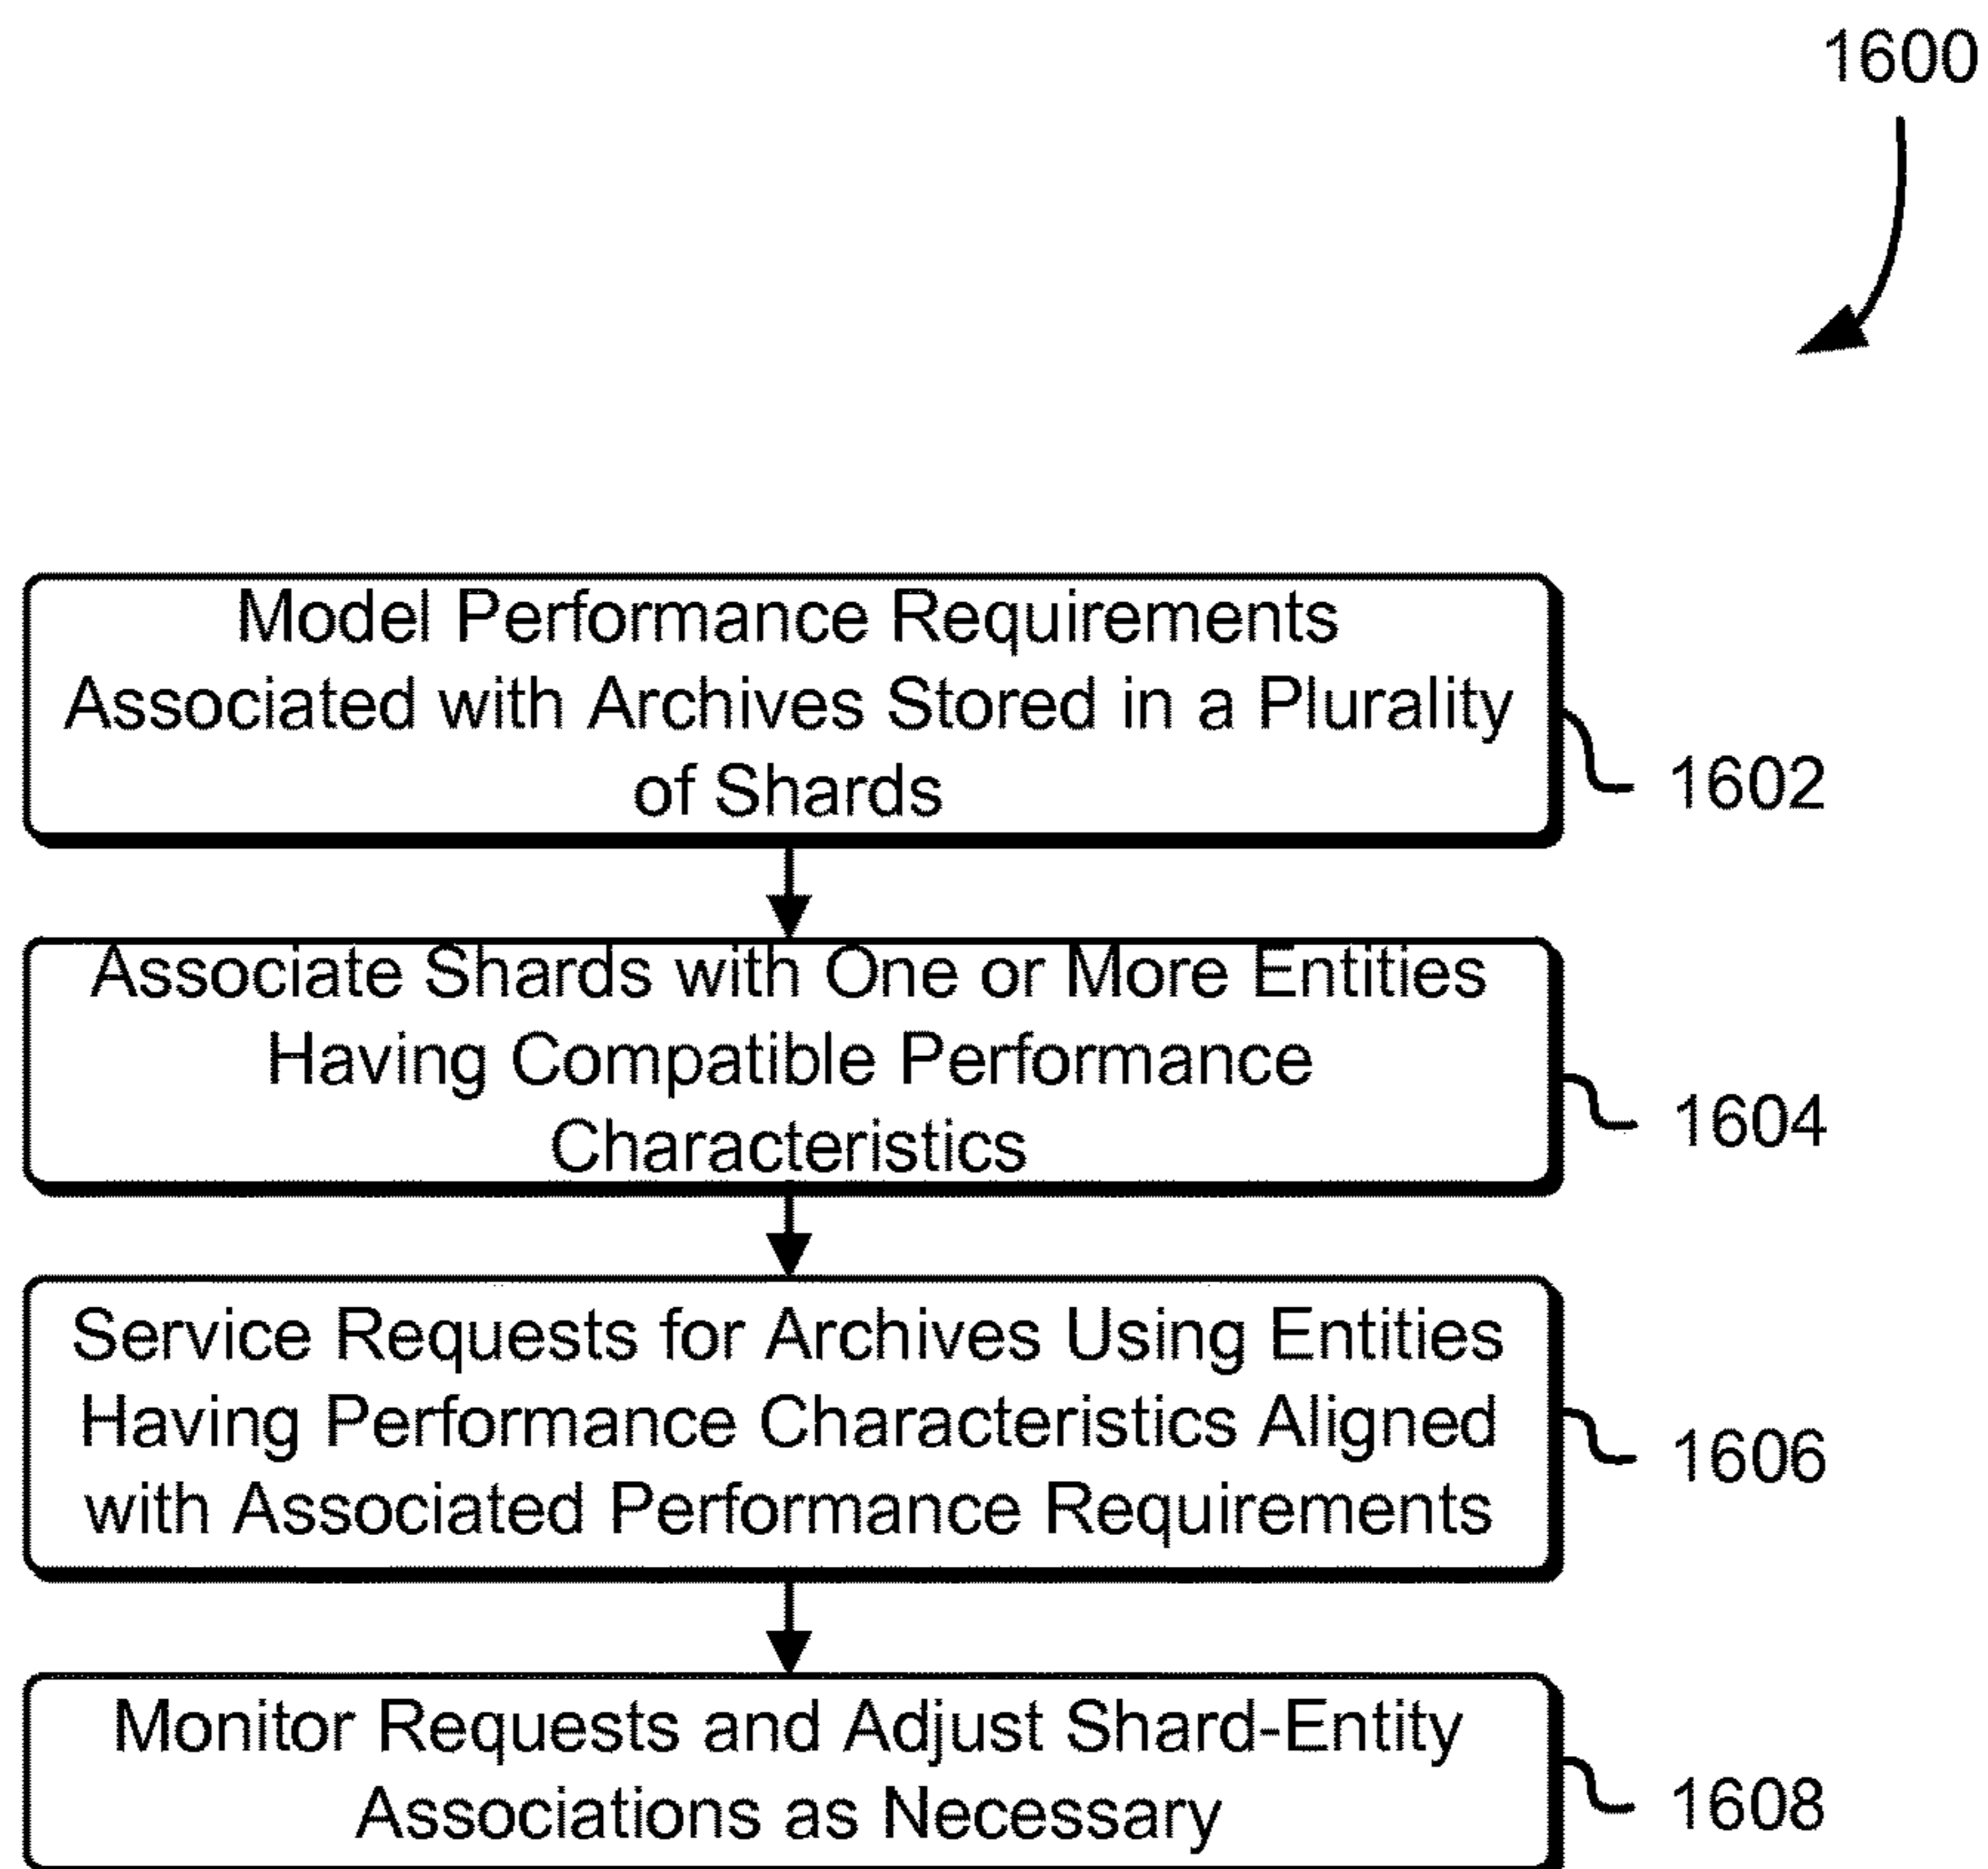 1600
Model Performance Requirements
Associated with Archives Stored in a Plurality
of Shards
1602
Associate Shards with One or More Entities
Having Compatible Performance
Characteristics
1604
Service Requests for Archives Using Entities
Having Performance Characteristics Aligned
with Associated Performance Requirements
1606
Monitor Requests and Adjust Shard-Entity
Associations as Necessary
1608